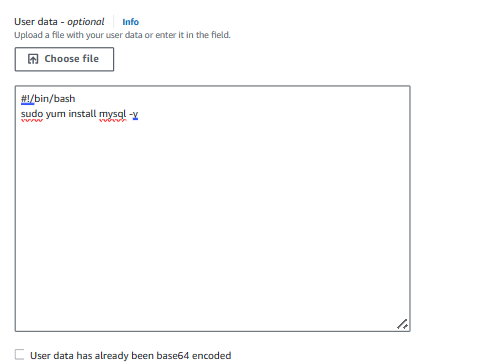 User data - optional Info
Upload a file with your user data or enter it in the field.
Choose file
#!/bin/bash
sudo yum install mysql -y
User data has already been base64 encoded